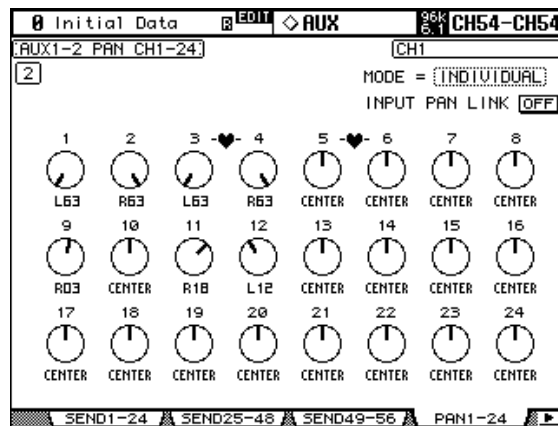 0 Initial Data EDIT AUX 96k 6.1 CH54-CH54
AUX1-2 PAN CH1-24 CH1
2 MODE = INDIVIDUAL
INPUT PAN LINK OFF
1 2 3 4 5 6 7 8
L63 R63 L63 R63 CENTER CENTER CENTER CENTER
9 10 11 12 13 14 15 16
R03 CENTER R18 L12 CENTER CENTER CENTER CENTER
17 18 19 20 21 22 23 24
CENTER CENTER CENTER CENTER CENTER CENTER CENTER CENTER
SEND1-24 SEND25-48 SEND49-56 PAN1-24